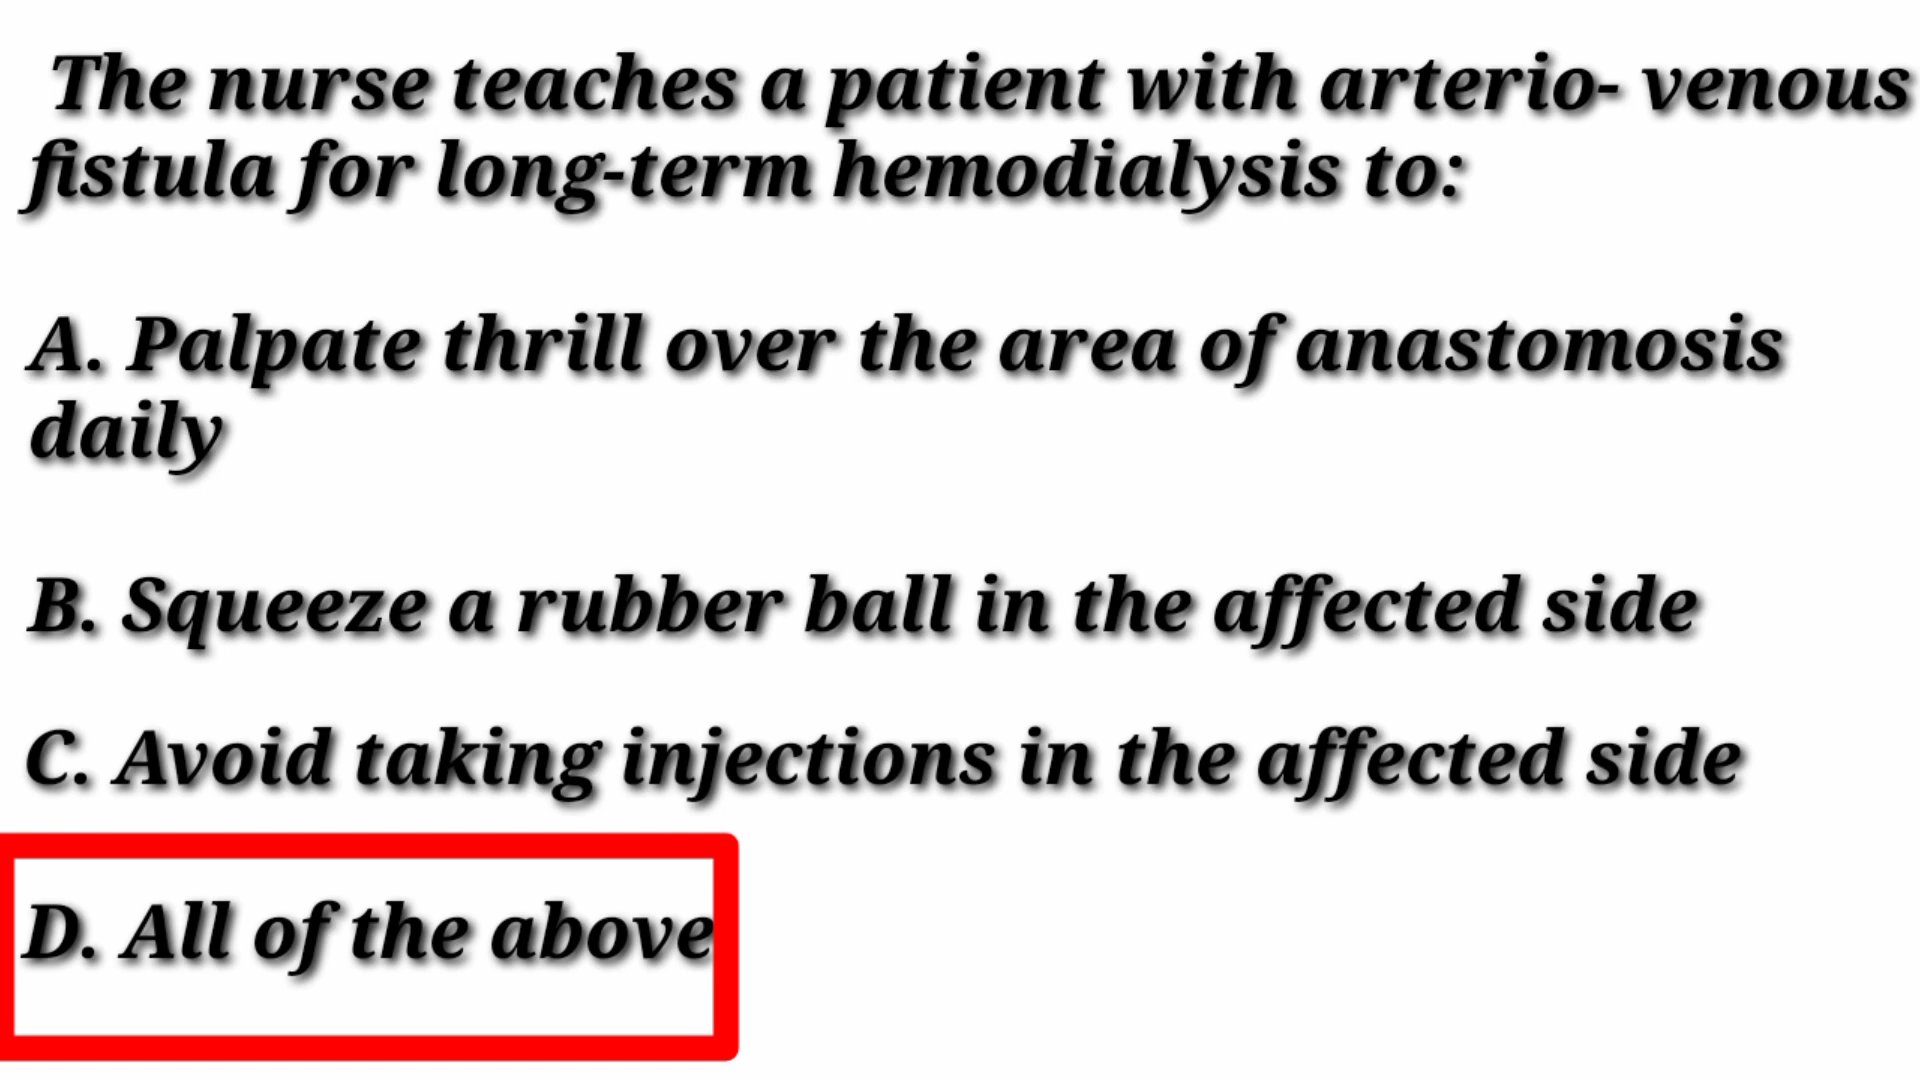 The nurse teaches a patient with arterio- venous
fistula for long-term hemodialysis to:
A. Palpate thrill over the area of anastomosis
daily
B. Squeeze a rubber ball in the affected side
C. Avoid taking injections in the affected side
D. All of the above